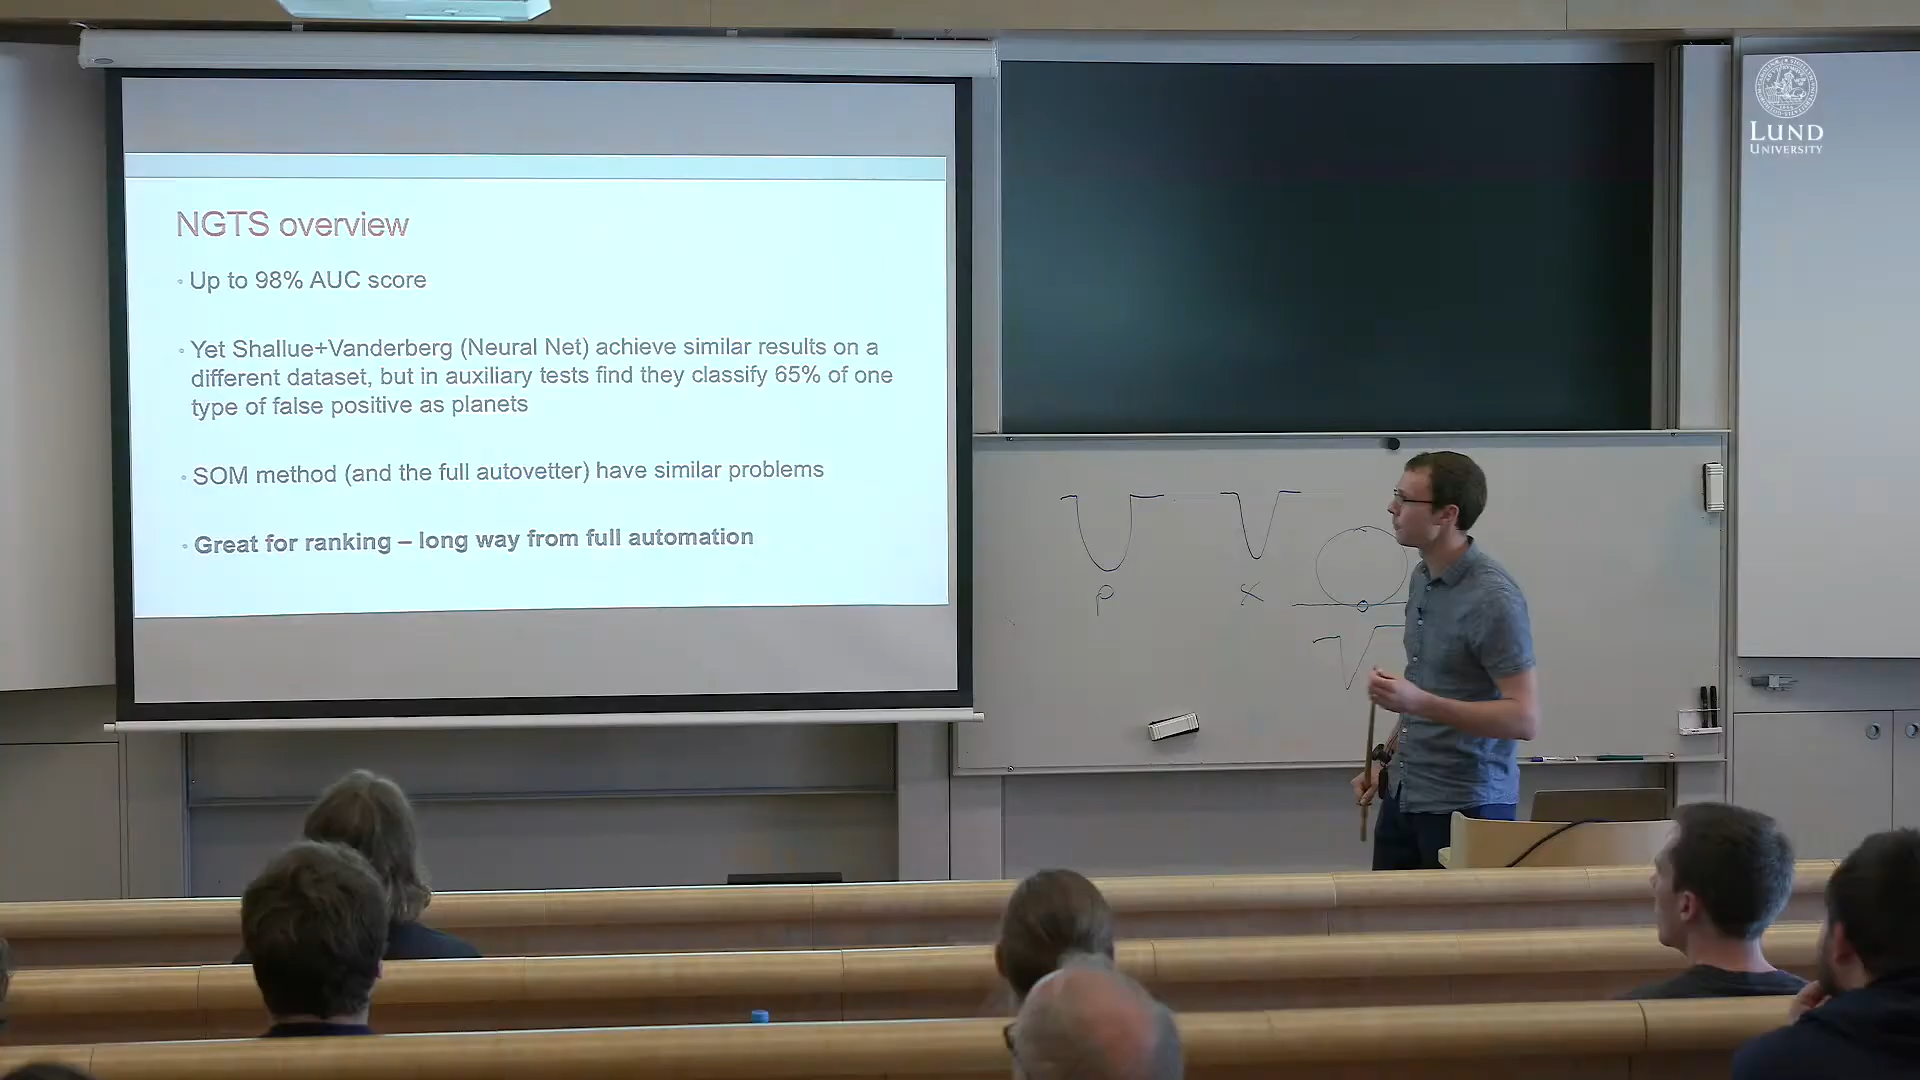 NGTS overview
Up to 98% AUC score
Yet Shallue+Vanderberg (Neural Net) achieve similar results on a
different dataset, but in auxiliary tests find they classify 65% of one
type of false positive as planets
SOM method (and the full autovetter) have similar problems
Great for ranking – long way from full automation
P
X
LUND
UNIVERSITY